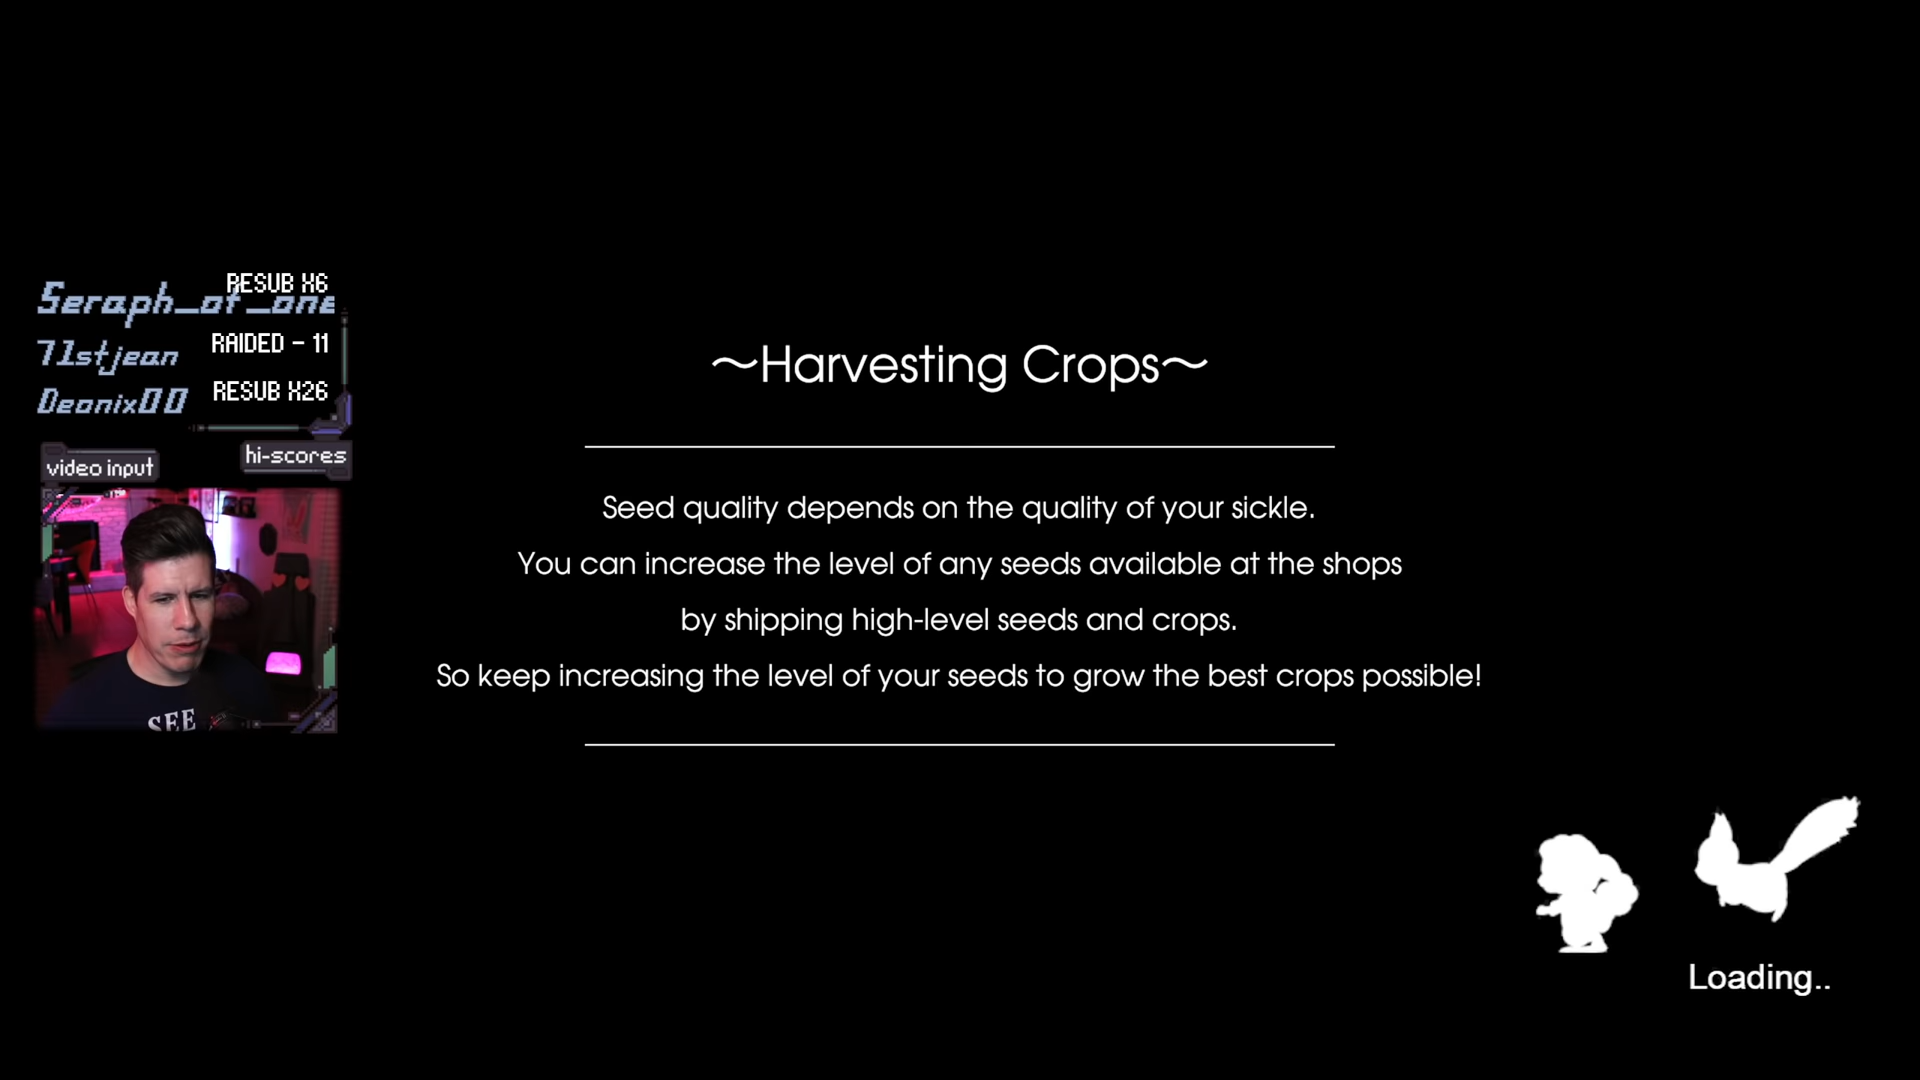 RESUB X6
Seraph_of_one
71stjean RAIDED - 11
Deonix00 RESUB X26
video input
hi-scores
SEE
~Harvesting Crops~
Seed quality depends on the quality of your sickle.
You can increase the level of any seeds available at the shops
by shipping high-level seeds and crops.
So keep increasing the level of your seeds to grow the best crops possible!
Loading..